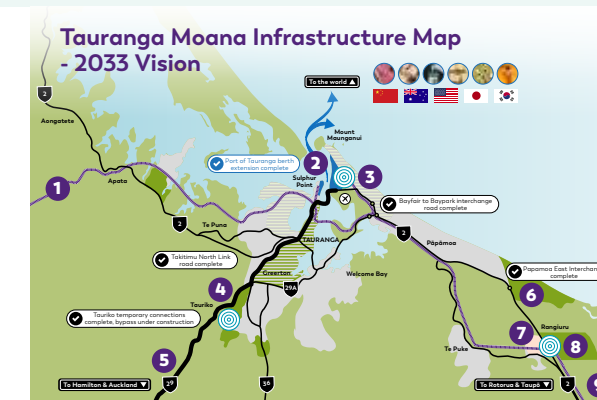 Tauranga Moana Infrastructure Map
- 2033 Vision
To the world ▲
2
Aongatete
Mount
Maunganui
Port of Tauranga berth
extension complete
2
3
Sulphur
Point
1
Apata
Bayfair to Baypark interchange
road complete
2
Te Puna
2
TAURANGA
Pāpāmoa
Takitimu North Link
road complete
Greerton
Welcome Bay
Papamoa East Interchan
complete
4
29A
Tauriko
6
Tauriko temporary connections
complete, bypass under construction
7
Rangiuru
8
Te Puke
5
To Hamilton & Auckland ▼
29
36
To Rotorua & Taupō ▼
2
9